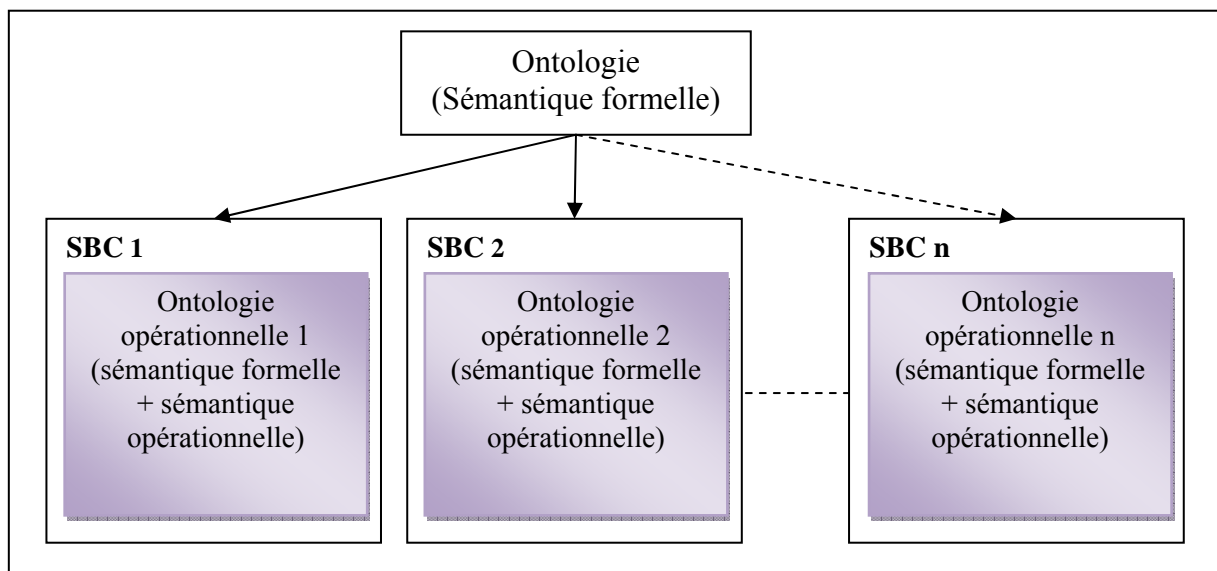 Ontologie
(Sémantique formelle)
SBC 1
Ontologie
opérationnelle 1
(sémantique formelle
+ sémantique
opérationnelle)
SBC 2
Ontologie
opérationnelle 2
(sémantique formelle
+ sémantique
opérationnelle)
SBC n
Ontologie
opérationnelle n
(sémantique formelle
+ sémantique
opérationnelle)